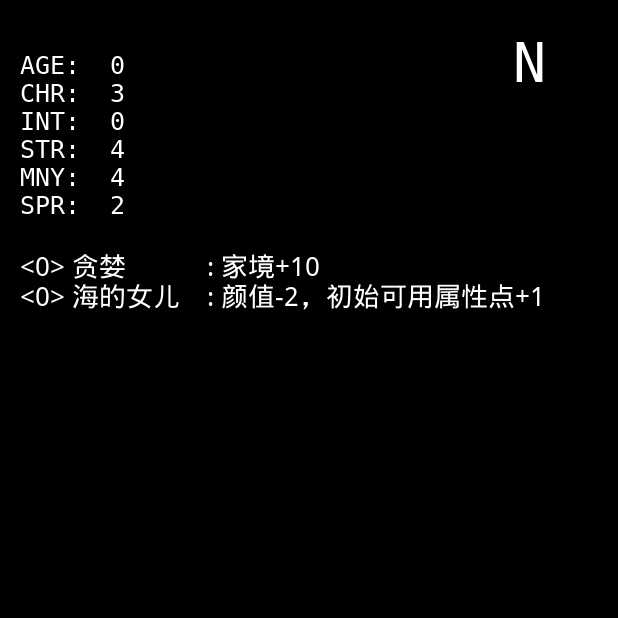 N
AGE: 0
CHR: 3
INT: 0
STR: 4
MNY: 4
SPR: 2
<0> 贪婪 : 家境+10
<0> 海的女儿 : 颜值-2，初始可用属性点+1